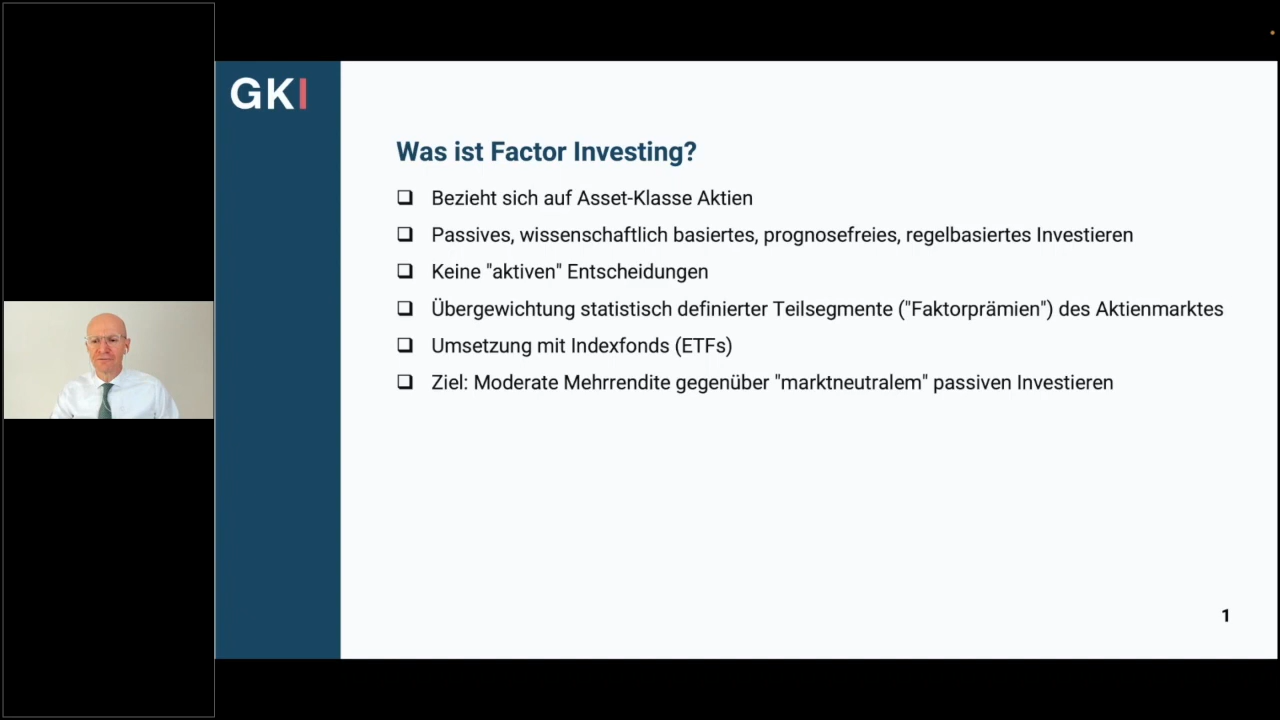 GKI
Was ist Factor Investing?
❑ Bezieht sich auf Asset-Klasse Aktien
❑ Passives, wissenschaftlich basiertes, prognosefreies, regelbasiertes Investieren
❑ Keine "aktiven" Entscheidungen
❑ Übergewichtung statistisch definierter Teilsegmente ("Faktorprämien") des Aktienmarktes
❑ Umsetzung mit Indexfonds (ETFs)
❑ Ziel: Moderate Mehrrendite gegenüber "marktneutralem" passiven Investieren
1